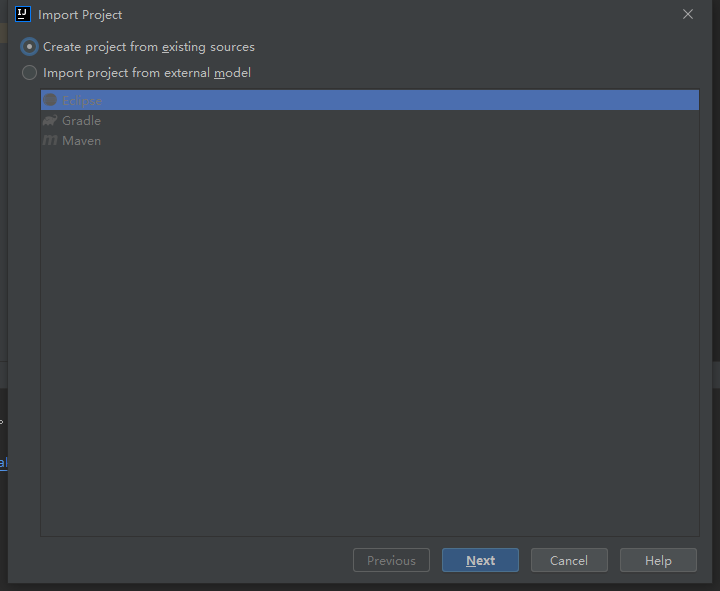 Import Project
Create project from existing sources
Import project from external model
Eclipse
Gradle
Maven
Previous
Next
Cancel
Help